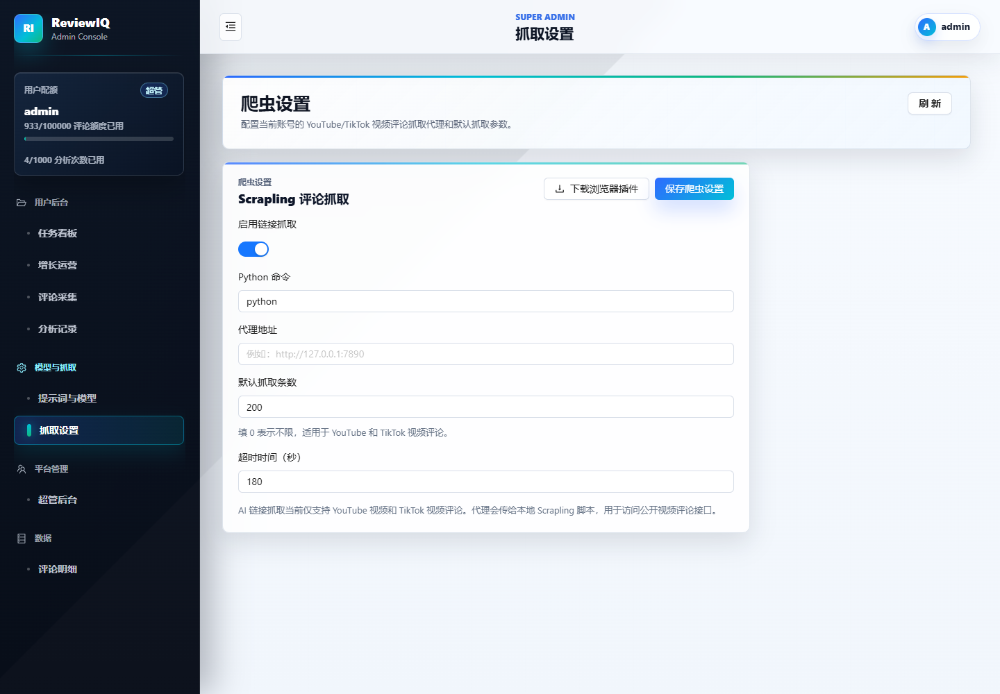 RI
ReviewIQ
Admin Console
用户配额
超管
admin
933/100000 评论额度已用
4/1000 分析次数已用
用户后台
任务看板
增长运营
评论采集
分析记录
模型与抓取
提示词与模型
抓取设置
平台管理
超管后台
数据
评论明细
SUPER ADMIN
抓取设置
A
admin
爬虫设置
配置当前账号的 YouTube/TikTok 视频评论抓取代理和默认抓取参数。
刷 新
爬虫设置
Scrapling 评论抓取
下载浏览器插件
保存爬虫设置
启用链接抓取
Python 命令
python
代理地址
例如：http://127.0.0.1:7890
默认抓取条数
200
填 0 表示不限，适用于 YouTube 和 TikTok 视频评论。
超时时间（秒）
180
AI 链接抓取当前仅支持 YouTube 视频和 TikTok 视频评论。代理会传给本地 Scrapling 脚本，用于访问公开视频评论接口。